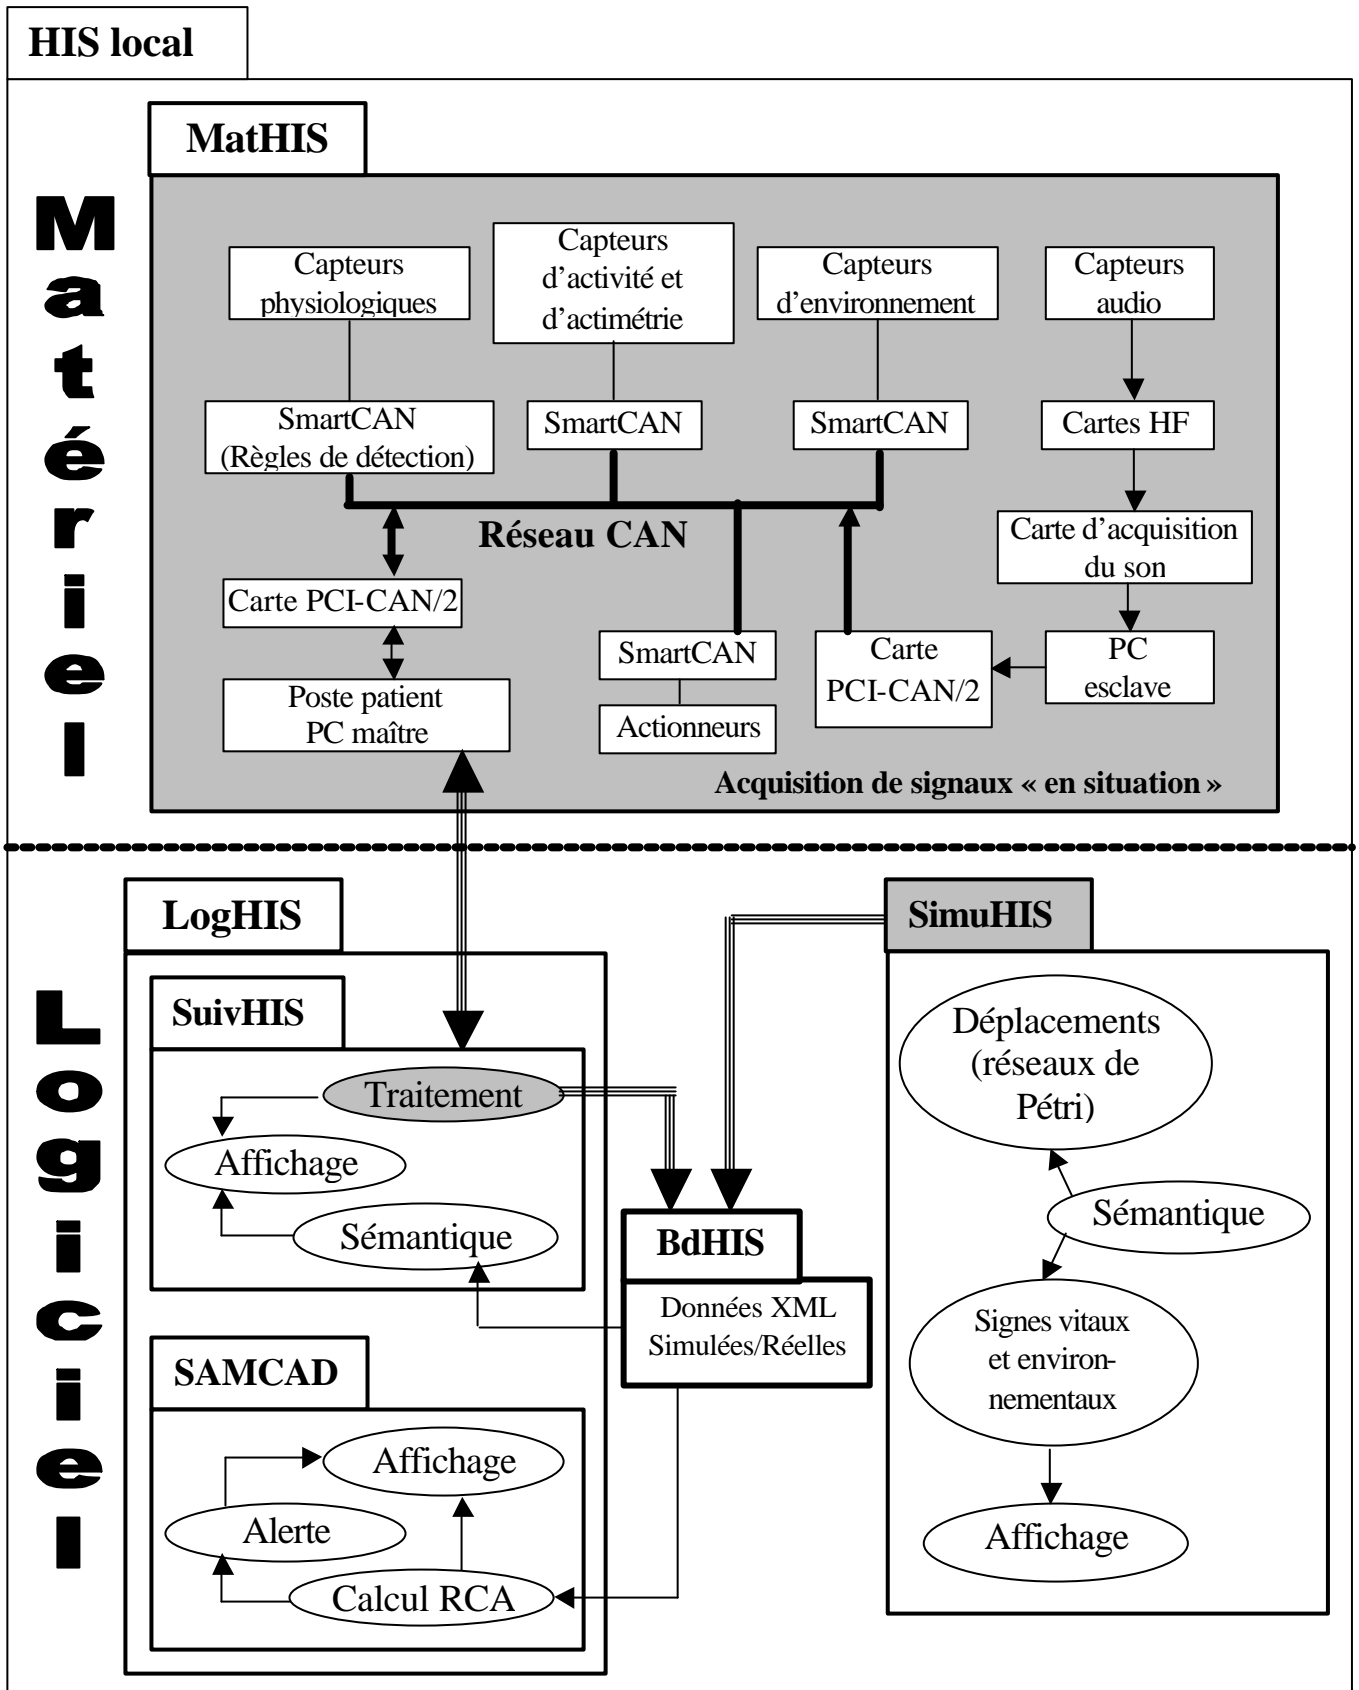 HIS local
MatHIS
Matériel
Capteurs
physiologiques
Capteurs
d’activité et
d’actimétrie
Capteurs
d’environnement
Capteurs
audio
SmartCAN
(Règles de détection)
SmartCAN
SmartCAN
Cartes HF
Réseau CAN
Carte d’acquisition
du son
Carte PCI-CAN/2
SmartCAN
Carte
PCI-CAN/2
PC
esclave
Poste patient
PC maître
Actionneurs
Acquisition de signaux « en situation »
Logiciel
LogHIS
SuivHIS
Traitement
Affichage
Sémantique
SAMCAD
Affichage
Alerte
Calcul RCA
BdHIS
Données XML
Simulées/Réelles
SimuHIS
Déplacements
(réseaux de
Pétri)
Sémantique
Signes vitaux
et environ-
nementaux
Affichage